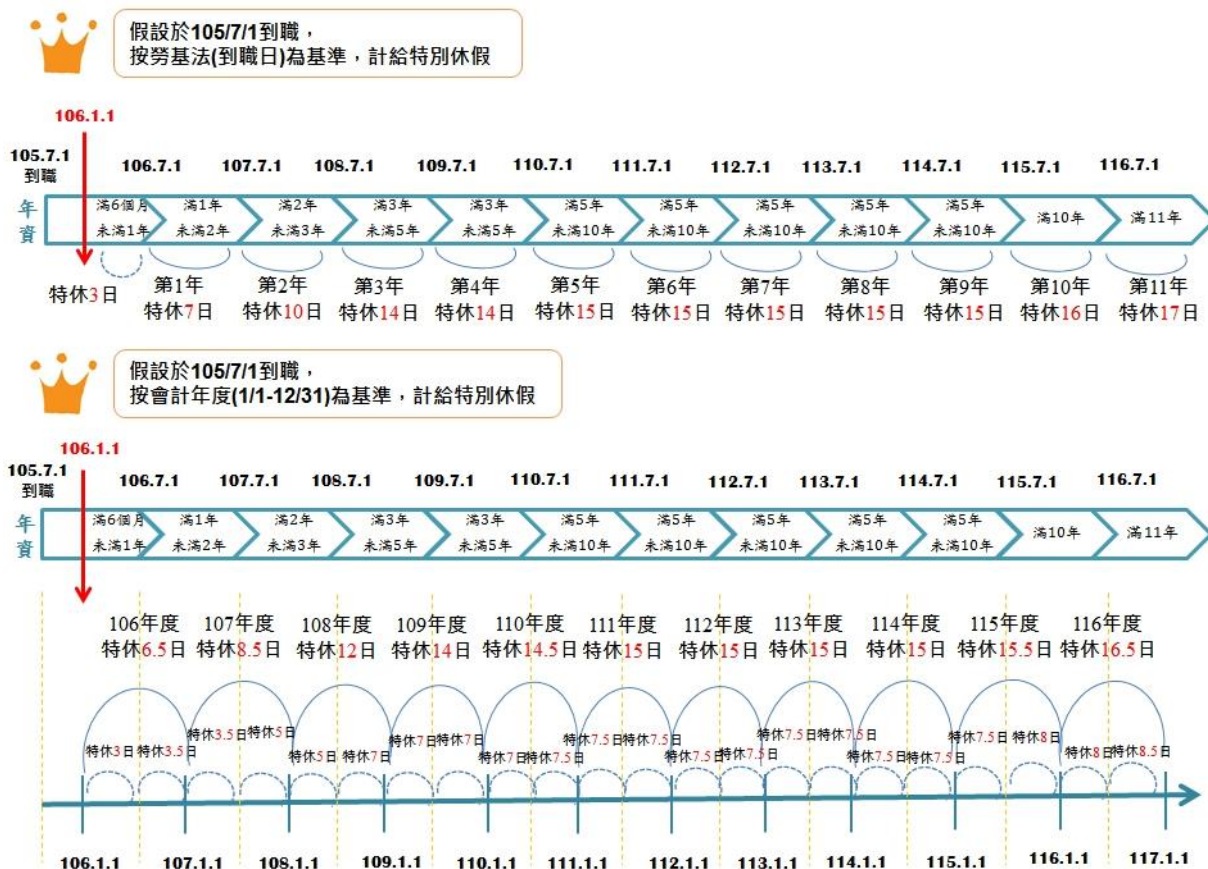 假設於105/7/1到職，
按勞基法(到職日)為基準，計給特別休假
106.1.1
105.7.1
到職
106.7.1 107.7.1 108.7.1 109.7.1 110.7.1 111.7.1 112.7.1 113.7.1 114.7.1 115.7.1 116.7.1
年資
滿6個月 滿1年 滿2年 滿3年 滿3年 滿5年 滿5年 滿5年 滿5年 滿5年 滿10年 滿11年
未滿1年 未滿2年 未滿3年 未滿5年 未滿5年 未滿10年 未滿10年 未滿10年 未滿10年 未滿10年
特休3日
第1年 第2年 第3年 第4年 第5年 第6年 第7年 第8年 第9年 第10年 第11年
特休7日 特休10日 特休14日 特休14日 特休15日 特休15日 特休15日 特休15日 特休15日 特休16日 特休17日
假設於105/7/1到職，
按會計年度(1/1-12/31)為基準，計給特別休假
106.1.1
105.7.1
到職
106.7.1 107.7.1 108.7.1 109.7.1 110.7.1 111.7.1 112.7.1 113.7.1 114.7.1 115.7.1 116.7.1
年資
滿6個月 滿1年 滿2年 滿3年 滿3年 滿5年 滿5年 滿5年 滿5年 滿5年 滿10年 滿11年
未滿1年 未滿2年 未滿3年 未滿5年 未滿5年 未滿10年 未滿10年 未滿10年 未滿10年 未滿10年
106年度 107年度 108年度 109年度 110年度 111年度 112年度 113年度 114年度 115年度 116年度
特休6.5日 特休8.5日 特休12日 特休14日 特休14.5日 特休15日 特休15日 特休15日 特休15日 特休15.5日 特休16.5日
特休3日 特休3.5日 特休3.5日 特休5日 特休5日 特休7日 特休7日 特休7日 特休7日 特休7.5日 特休7.5日 特休7.5日 特休7.5日 特休7.5日 特休7.5日 特休7.5日 特休7.5日 特休7.5日 特休7.5日 特休8日 特休8日 特休8.5日
106.1.1 107.1.1 108.1.1 109.1.1 110.1.1 111.1.1 112.1.1 113.1.1 114.1.1 115.1.1 116.1.1 117.1.1